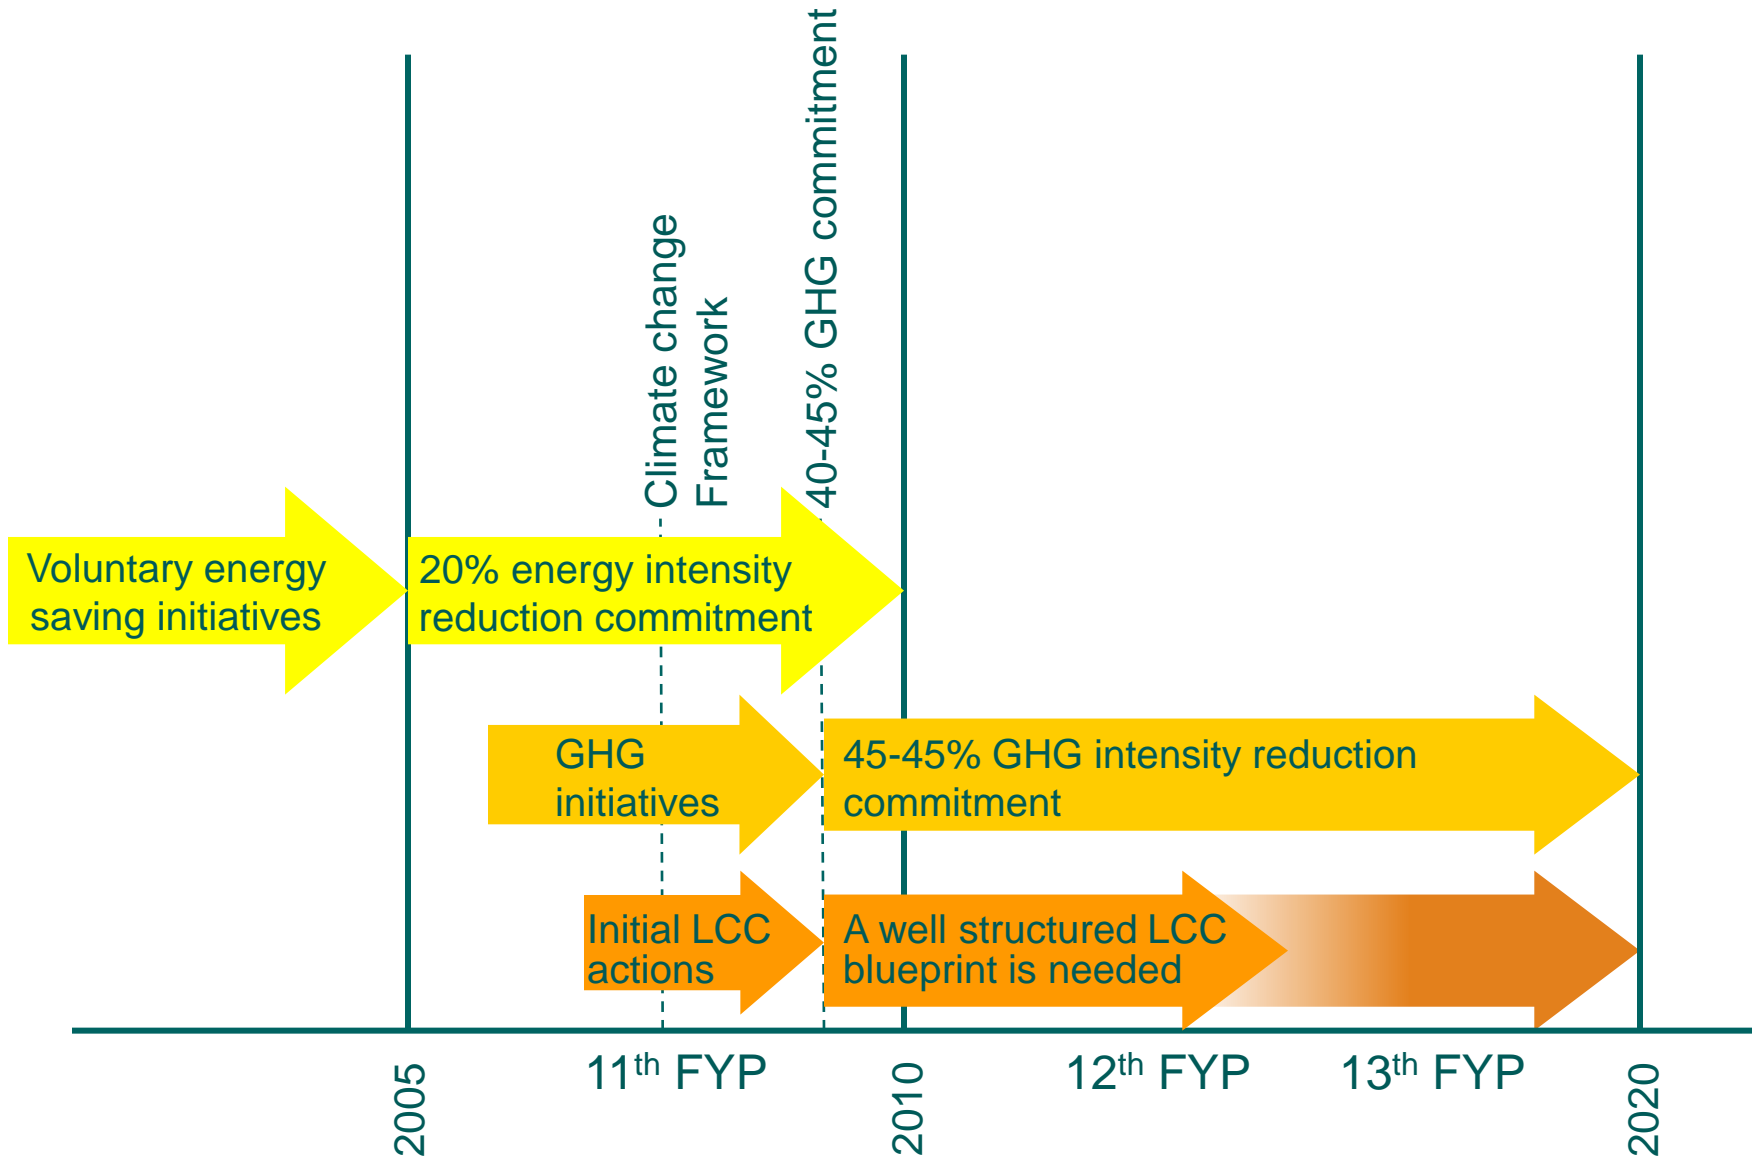 Climate change
Framework
40-45% GHG commitment
Voluntary energy
saving initiatives
20% energy intensity
reduction commitment
GHG
initiatives
45-45% GHG intensity reduction
commitment
Initial LCC
actions
A well structured LCC
blueprint is needed
2005
11th FYP
2010
12th FYP
13th FYP
2020